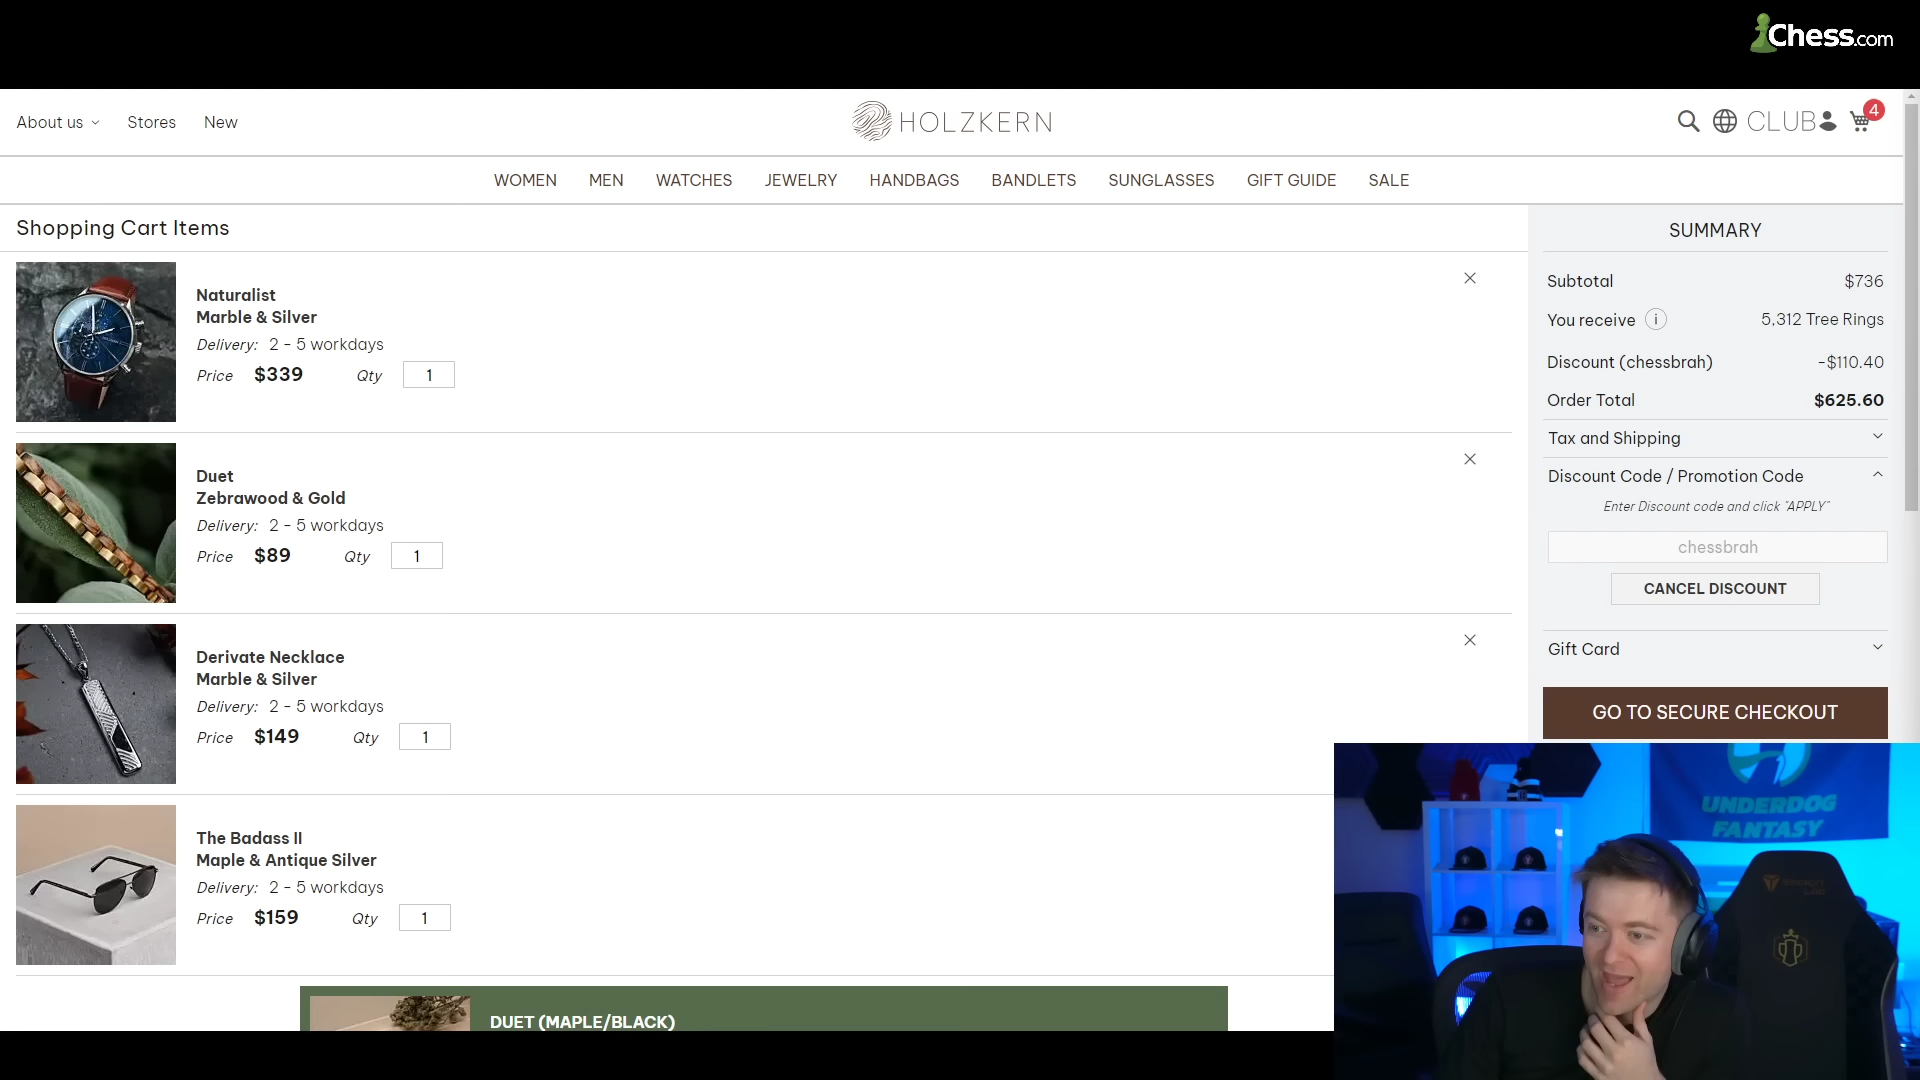 Chess.com
About us
Stores
New
HOLZKERN
CLUB
4
WOMEN
MEN
WATCHES
JEWELRY
HANDBAGS
BANDLETS
SUNGLASSES
GIFT GUIDE
SALE
Shopping Cart Items
Naturalist
Marble & Silver
Delivery: 2 - 5 workdays
Price $339 Qty 1
Duet
Zebrawood & Gold
Delivery: 2 - 5 workdays
Price $89 Qty 1
Derivate Necklace
Marble & Silver
Delivery: 2 - 5 workdays
Price $149 Qty 1
The Badass II
Maple & Antique Silver
Delivery: 2 - 5 workdays
Price $159 Qty 1
DUET (MAPLE/BLACK)
SUMMARY
Subtotal $736
You receive i 5,312 Tree Rings
Discount (chessbrah) -$110.40
Order Total $625.60
Tax and Shipping
Discount Code / Promotion Code
Enter Discount code and click "APPLY"
chessbrah
CANCEL DISCOUNT
Gift Card
GO TO SECURE CHECKOUT
UNDERDOG
FANTASY